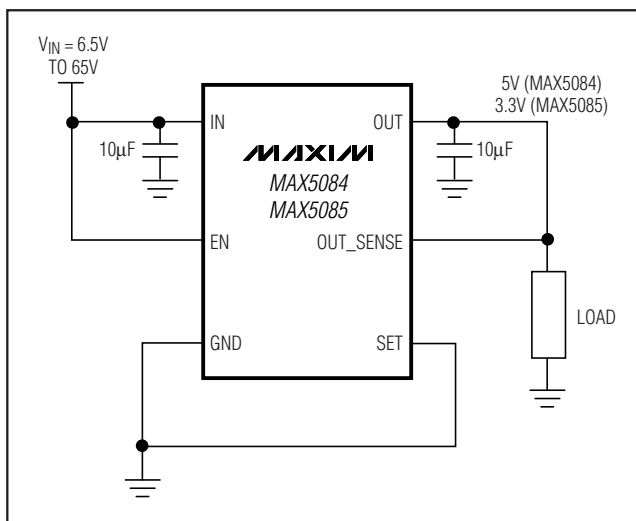 VIN = 6.5V
TO 65V
5V (MAX5084)
3.3V (MAX5085)
IN
OUT
10μF
10μF
MAXIM
MAX5084
MAX5085
EN
OUT_SENSE
LOAD
GND
SET